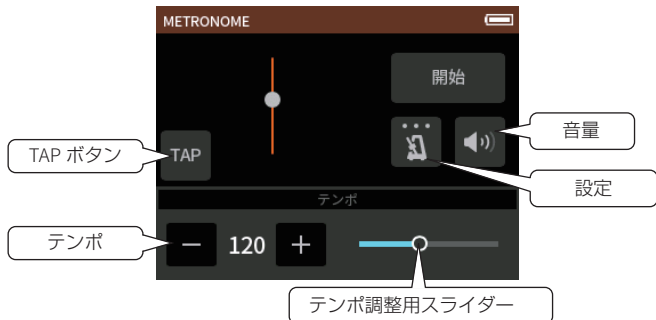 METRONOME
開始
音量
TAP ボタン
TAP
設定
テンポ
テンポ
120
テンポ調整用スライダー